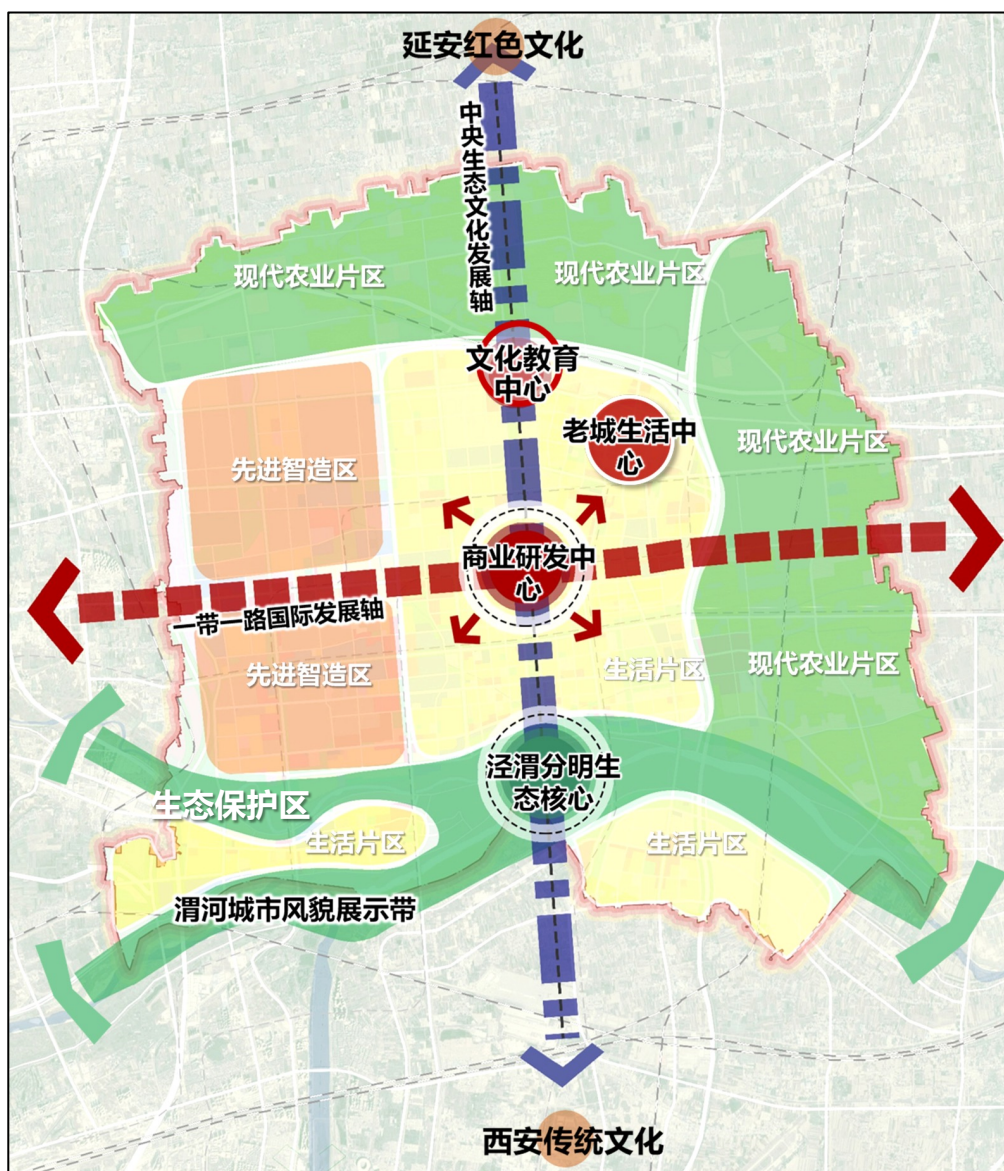 延安红色文化
中央生态文化发展轴
现代农业片区
现代农业片区
文化教育
中心
老城生活中
心
现代农业片区
先进智造区
商业研发中
心
一带一路国际发展轴
先进智造区
生活片区
现代农业片区
泾渭分明生
态核心
生态保护区
生活片区
生活片区
渭河城市风貌展示带
西安传统文化